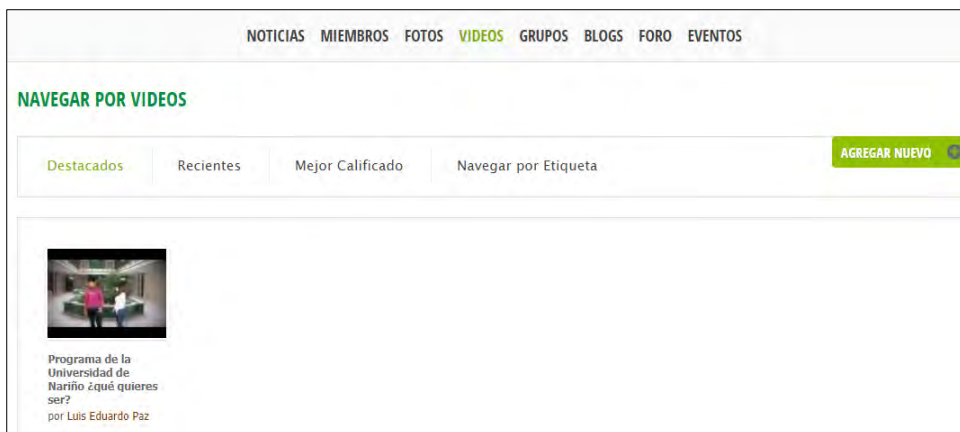 NOTICIAS MIEMBROS FOTOS VIDEOS GRUPOS BLOGS FORO EVENTOS
NAVEGAR POR VIDEOS
Destacados Recientes Mejor Calificado Navegar por Etiqueta AGREGAR NUEVO
Programa de la
Universidad de
Nariño ¿qué quieres
ser?
por Luis Eduardo Paz